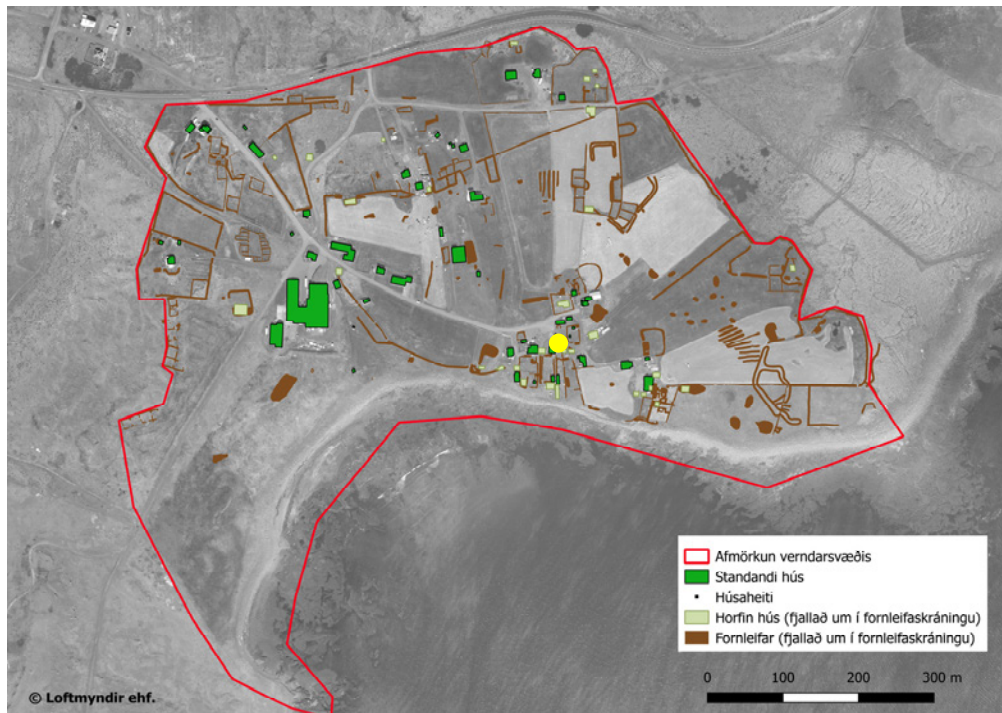 Afmörkun verndarsvæðis
Standandi hús
Húsaheiti
Horfin hús (fjallað um í fornleifaskráningu)
Fornleifar (fjallað um í fornleifaskráningu)
0 100 200 300 m
© Loftmyndir ehf.